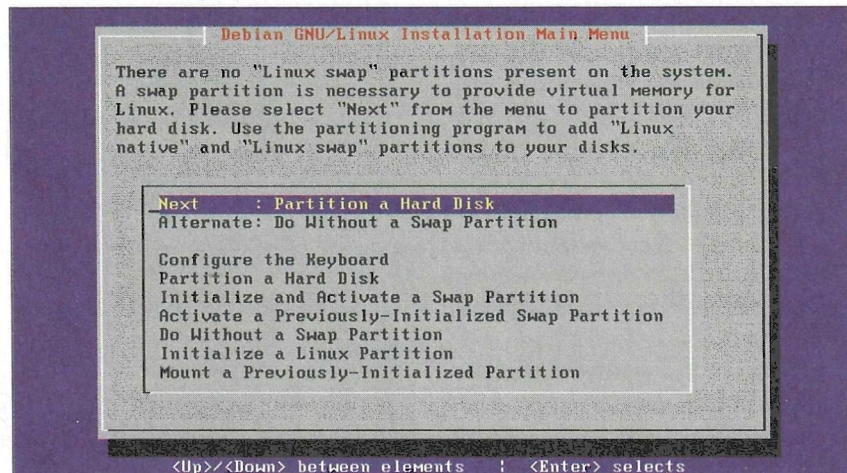 Debian GNU/Linux Installation Main Menu
There are no "Linux swap" partitions present on the system.
A swap partition is necessary to provide virtual memory for
Linux. Please select "Next" from the menu to partition your
hard disk. Use the partitioning program to add "Linux
native" and "Linux swap" partitions to your disks.
Next : Partition a Hard Disk
Alternate: Do Without a Swap Partition
Configure the Keyboard
Partition a Hard Disk
Initialize and Activate a Swap Partition
Activate a Previously-Initialized Swap Partition
Do Without a Swap Partition
Initialize a Linux Partition
Mount a Previously-Initialized Partition
<Up>/<Down> between elements | <Enter> selects